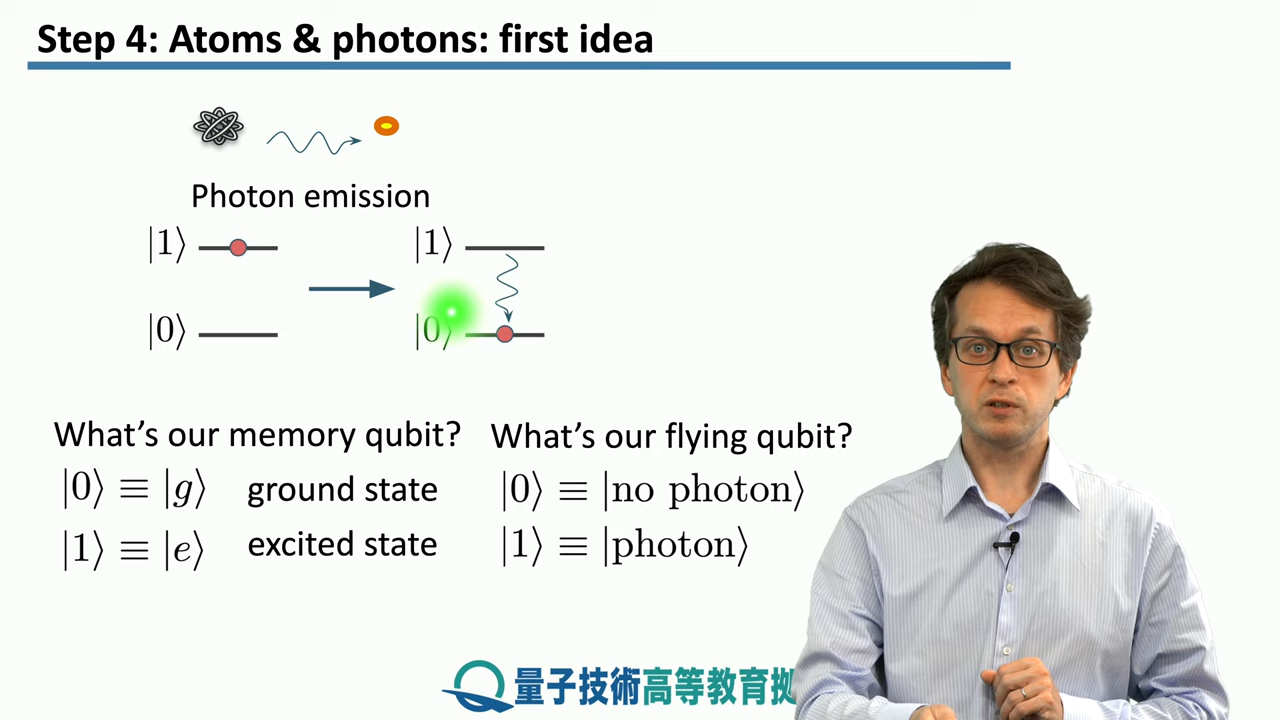 Step 4: Atoms & photons: first idea
Photon emission
|1⟩
|1⟩
|0⟩
|0⟩
What's our memory qubit?
|0⟩ ≡ |g⟩ ground state
|1⟩ ≡ |e⟩ excited state
What's our flying qubit?
|0⟩ ≡ |no photon⟩
|1⟩ ≡ |photon⟩
量子技術高等教育拠